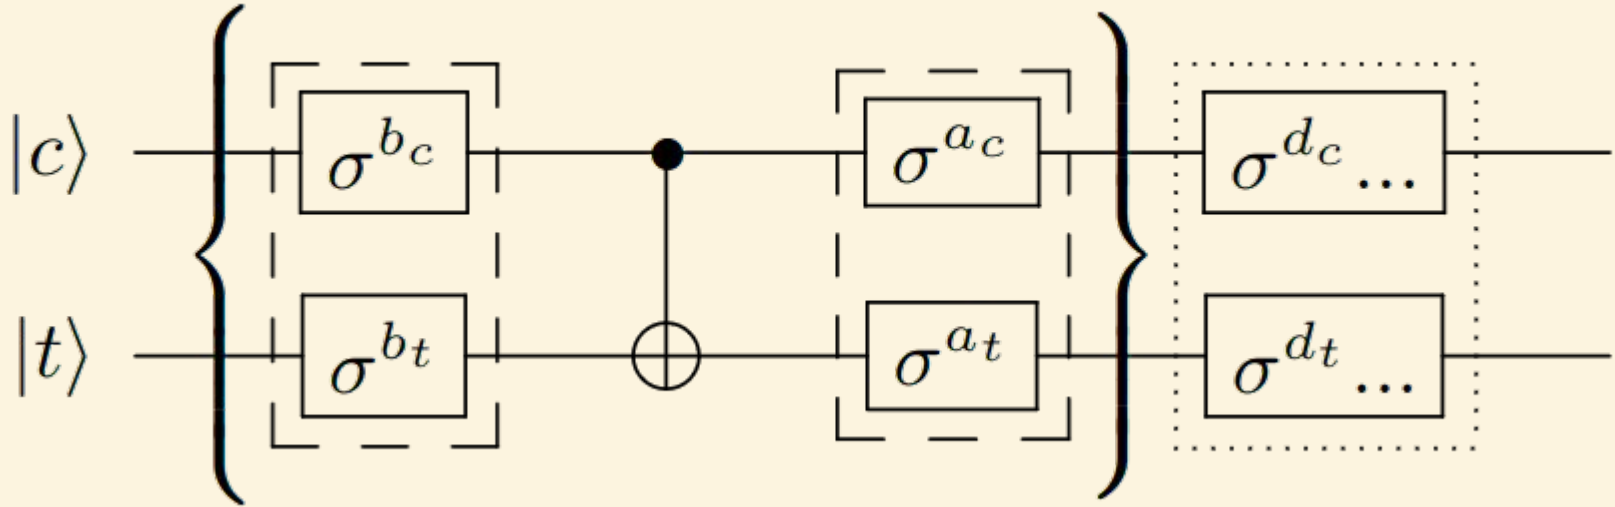 |c⟩ σ^{b_c} σ^{a_c} σ^{d_c} ...
|t⟩ σ^{b_t} σ^{a_t} σ^{d_t} ...